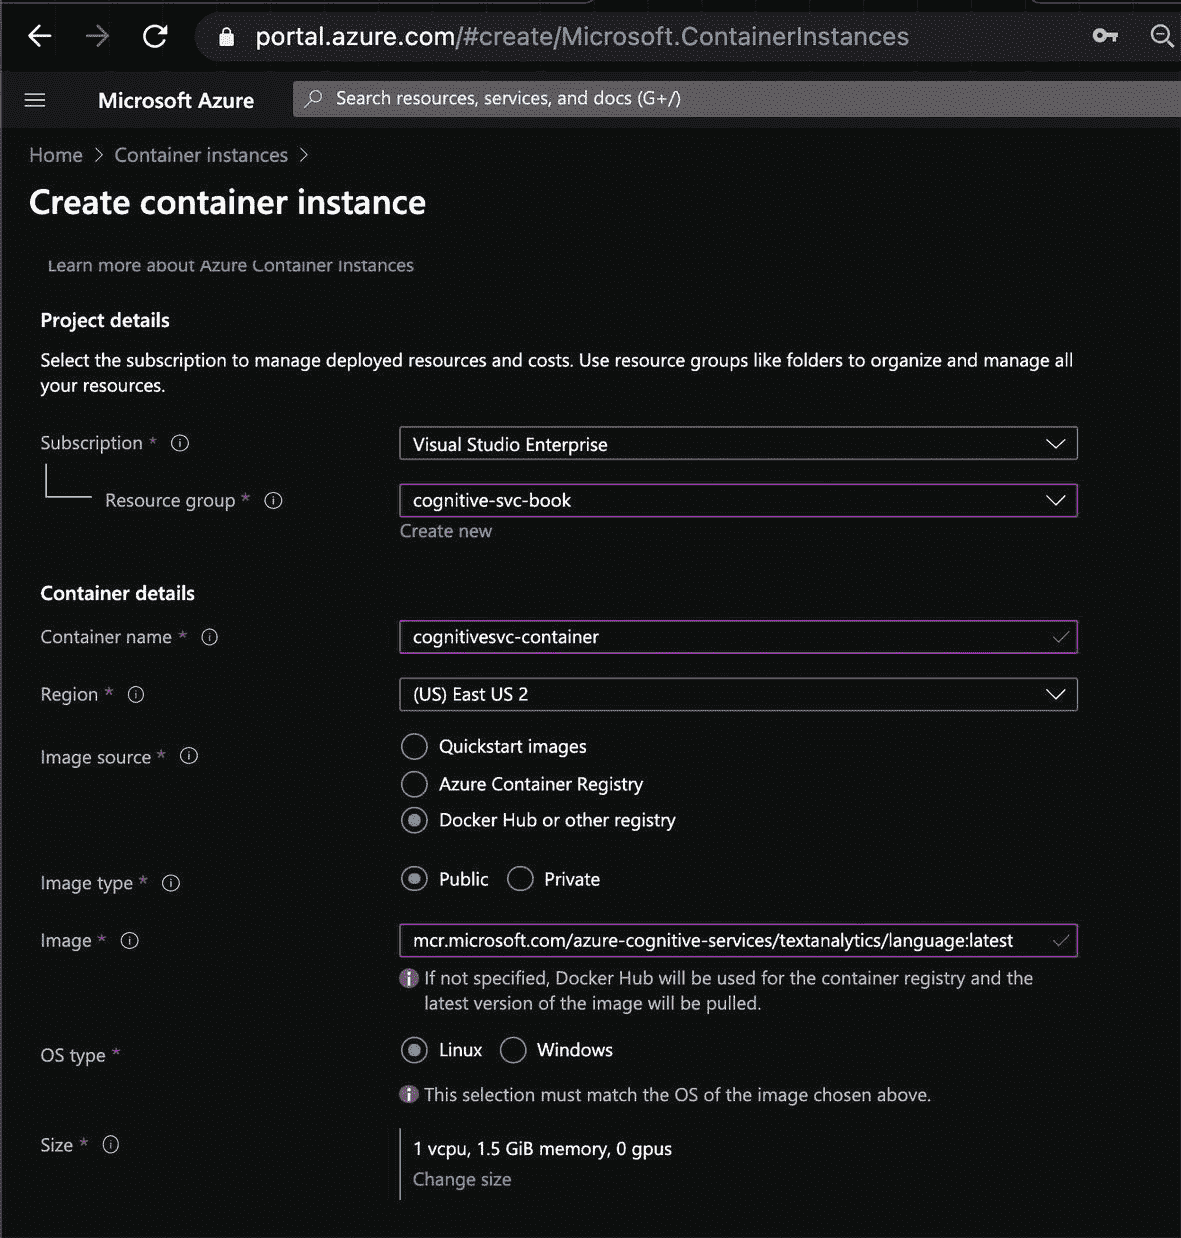 portal.azure.com/#create/Microsoft.ContainerInstances
Microsoft Azure
Search resources, services, and docs (G+/)
Home > Container instances >
Create container instance
Learn more about Azure Container Instances
Project details
Select the subscription to manage deployed resources and costs. Use resource groups like folders to organize and manage all
your resources.
Subscription *
Visual Studio Enterprise
Resource group *
cognitive-svc-book
Create new
Container details
Container name *
cognitivesvc-container
Region *
(US) East US 2
Image source *
Quickstart images
Azure Container Registry
Docker Hub or other registry
Image type *
Public Private
Image *
mcr.microsoft.com/azure-cognitive-services/textanalytics/language:latest
If not specified, Docker Hub will be used for the container registry and the
latest version of the image will be pulled.
OS type *
Linux Windows
This selection must match the OS of the image chosen above.
Size *
1 vcpu, 1.5 GiB memory, 0 gpus
Change size